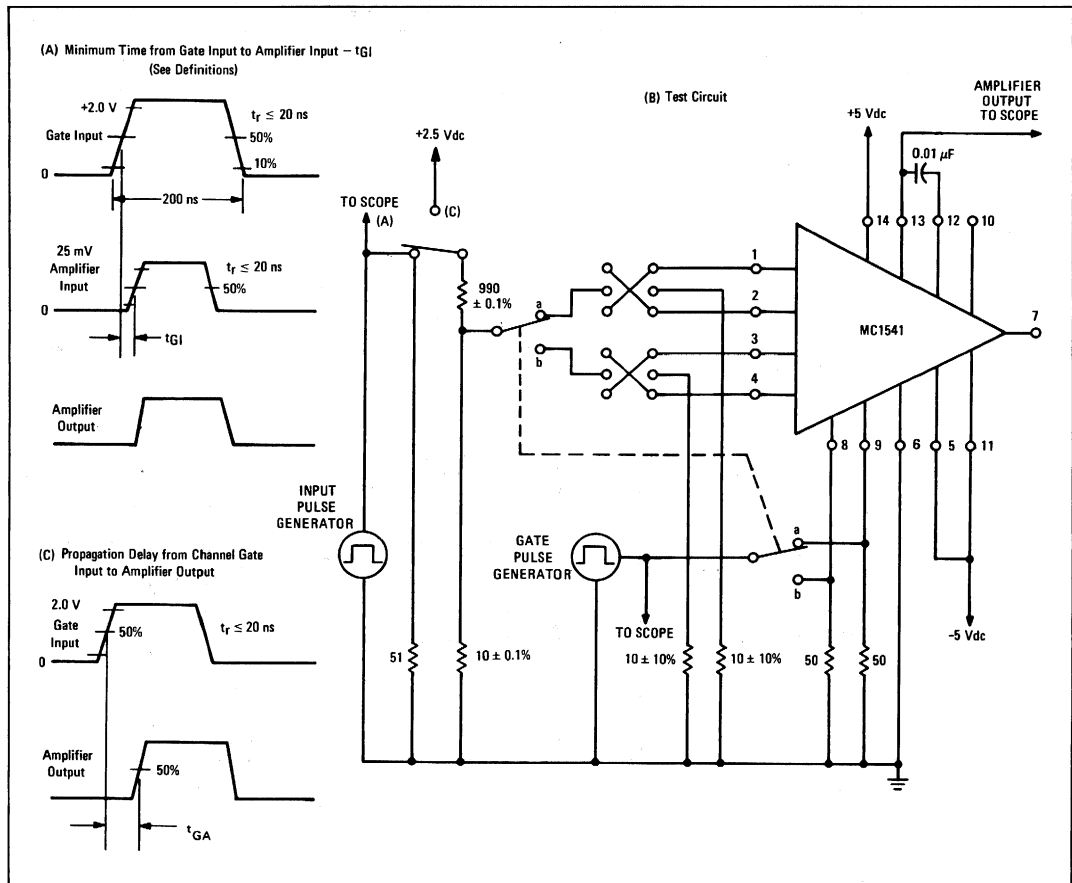 (A) Minimum Time from Gate Input to Amplifier Input – tGI
(See Definitions)
+2.0 V
tr ≤ 20 ns
Gate Input
50%
10%
0
200 ns
25 mV
Amplifier
Input
tr ≤ 20 ns
50%
0
tGI
Amplifier
Output
(C) Propagation Delay from Channel Gate
Input to Amplifier Output
2.0 V
Gate
Input
50%
tr ≤ 20 ns
0
Amplifier
Output
50%
tGA
(B) Test Circuit
+2.5 Vdc
TO SCOPE
(A)
(C)
990
± 0.1%
a
b
INPUT
PULSE
GENERATOR
51
10 ± 0.1%
GATE
PULSE
GENERATOR
TO SCOPE
10 ± 10%
10 ± 10%
a
b
50
50
+5 Vdc
AMPLIFIER
OUTPUT
TO SCOPE
0.01 µF
14
13
12
10
1
2
3
4
MC1541
7
8
9
6
5
11
-5 Vdc